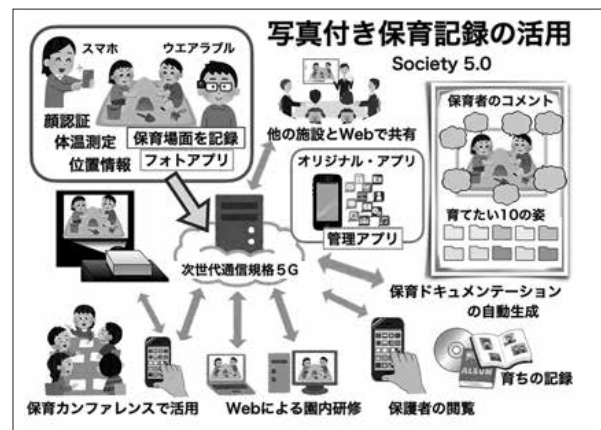 写真付き保育記録の活用
Society 5.0
スマホ
ウエアラブル
顔認証
体温測定
位置情報
保育場面を記録
フォトアプリ
他の施設とWebで共有
オリジナル・アプリ
管理アプリ
保育者のコメント
育てたい10の姿
次世代通信規格5G
保育ドキュメンテーション
の自動生成
保育カンファレンスで活用
Webによる園内研修
保護者の閲覧
ALBUM
育ちの記録